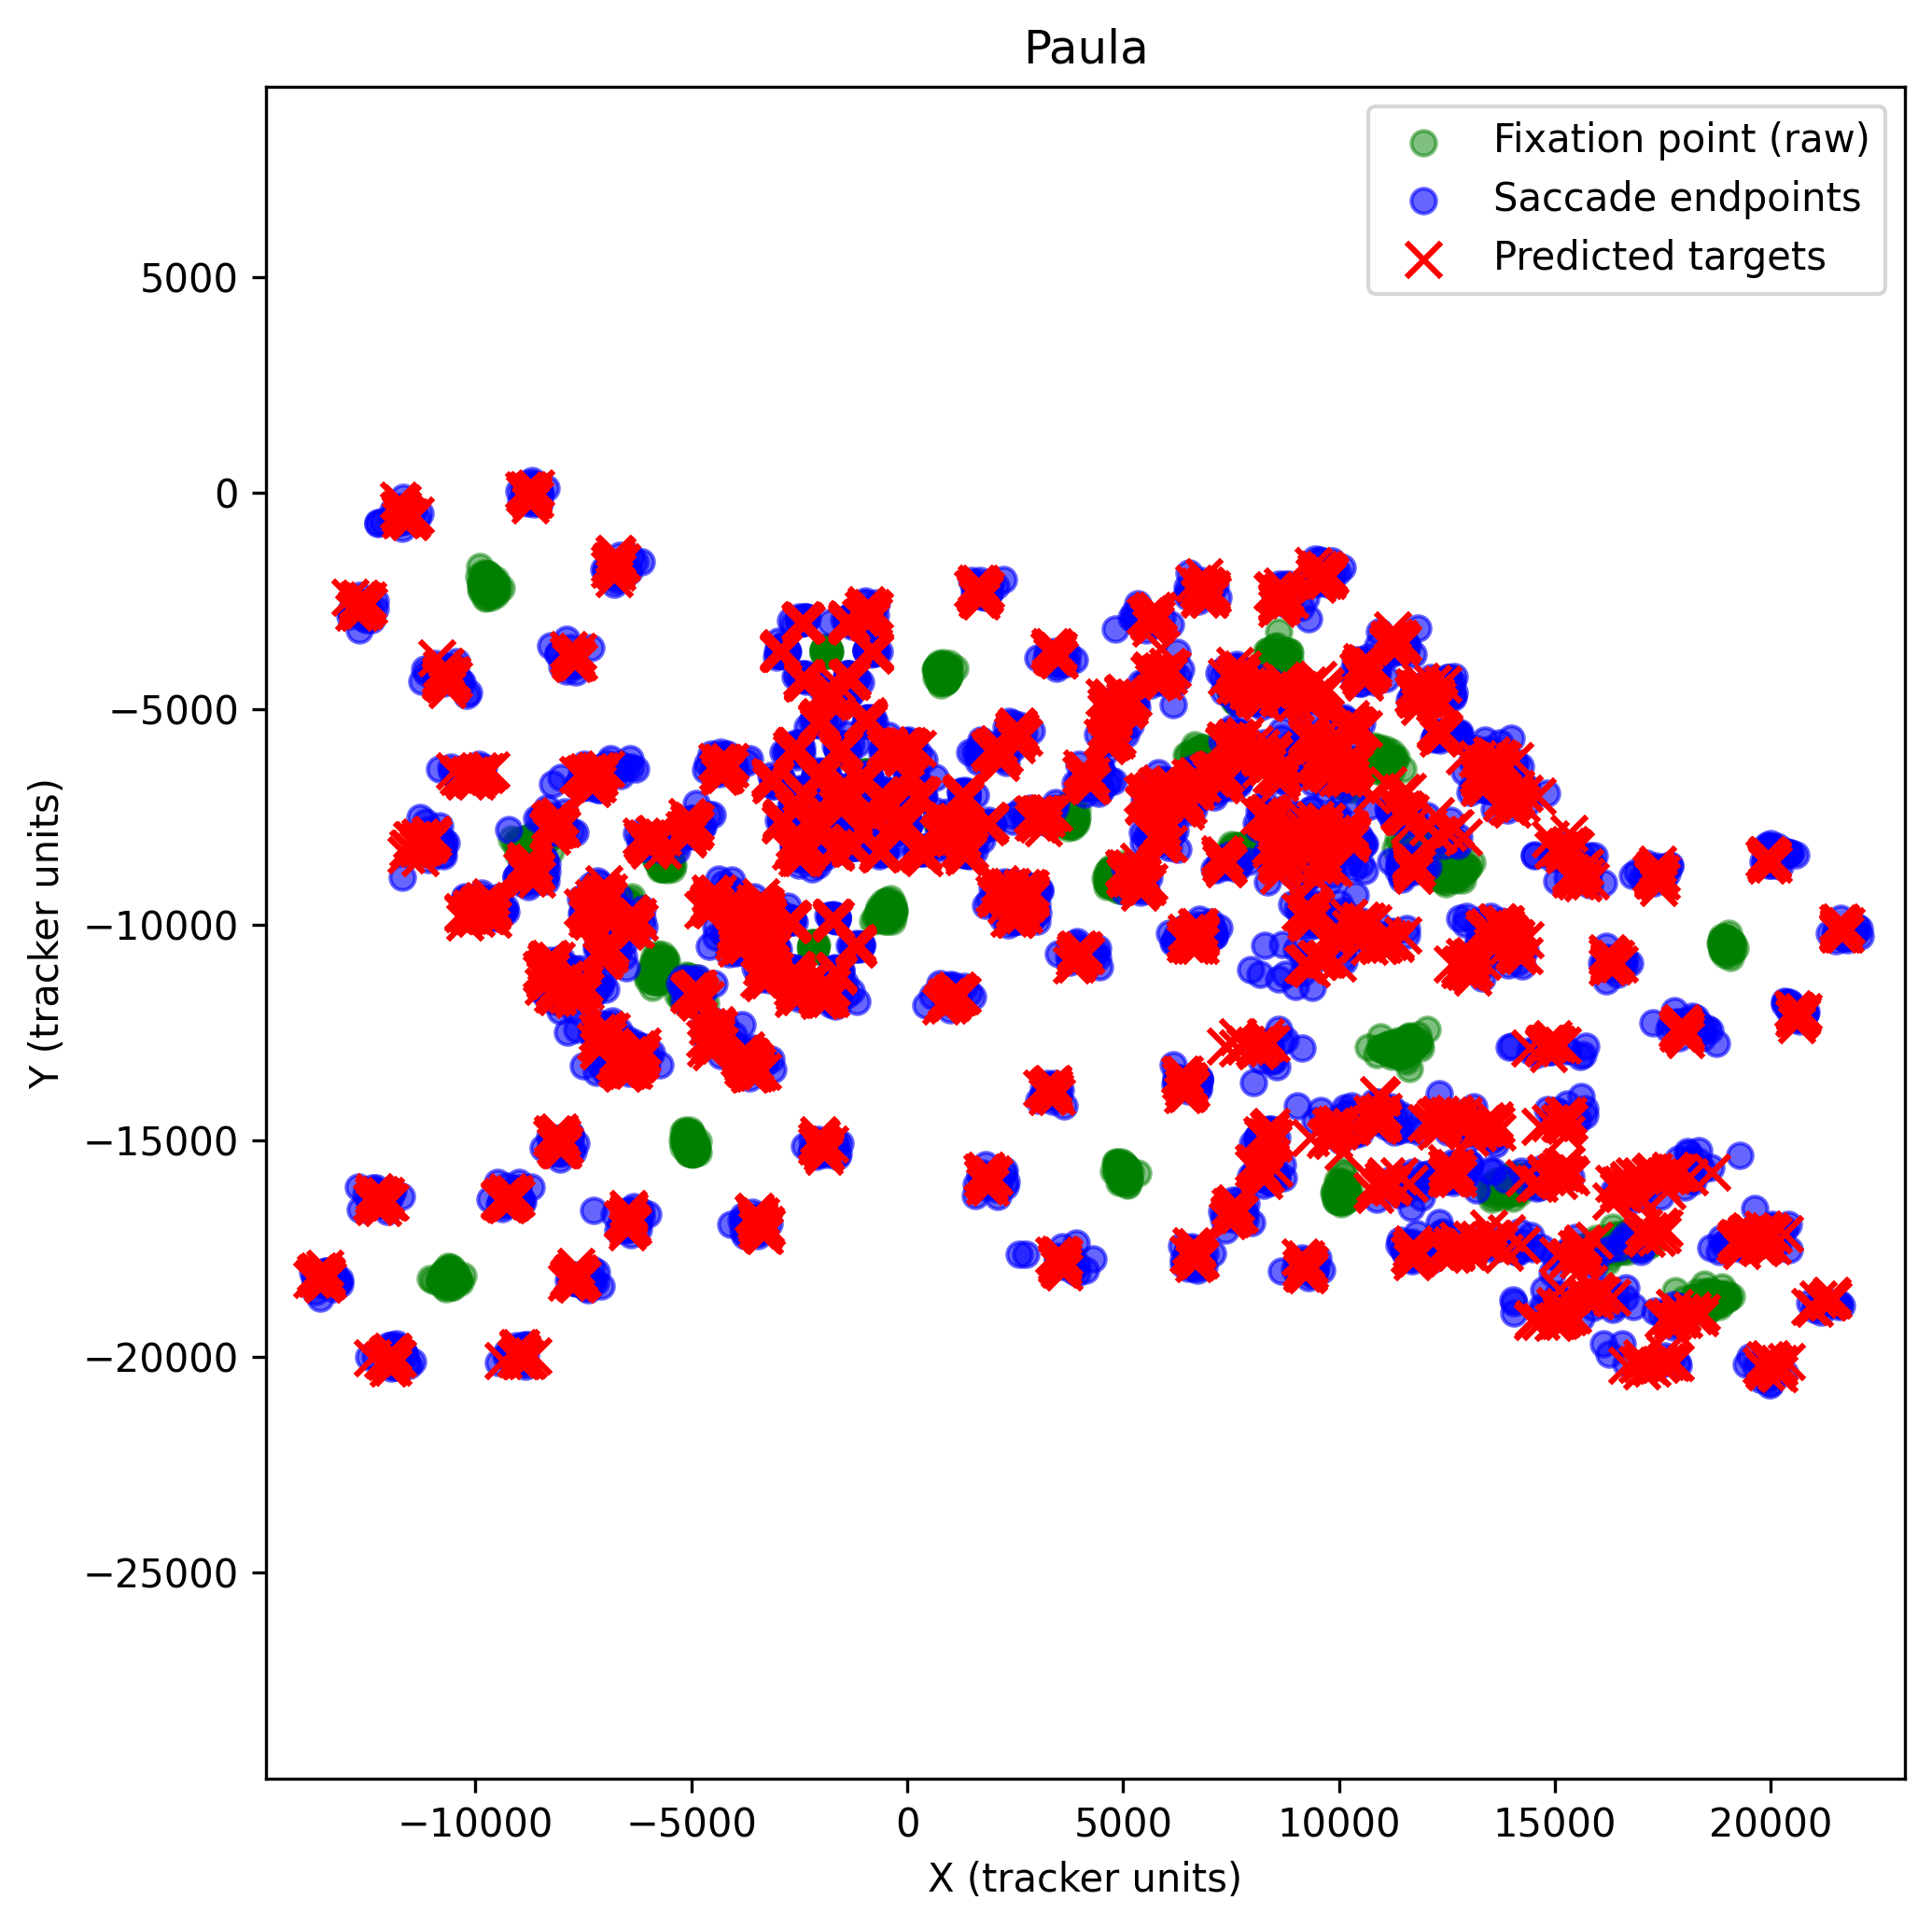 Paula
Fixation point (raw)
Saccade endpoints
Predicted targets
5000
0
−5000
−10000
−15000
−20000
−25000
Y (tracker units)
−10000
−5000
0
5000
10000
15000
20000
X (tracker units)